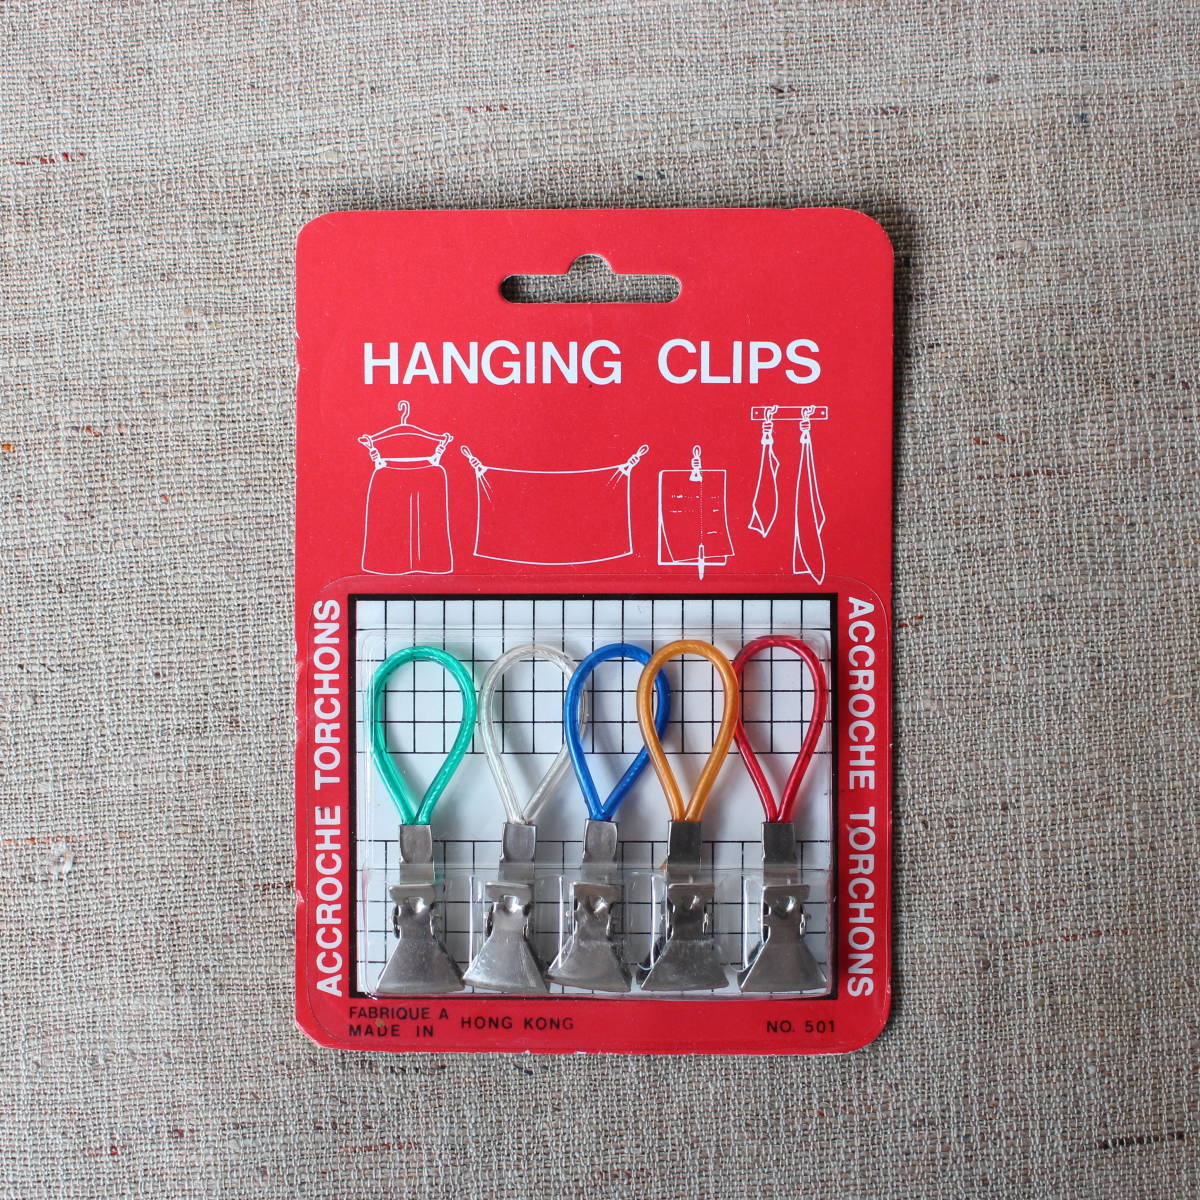 HANGING CLIPS
ACCROCHE TORCHONS
ACCROCHE TORCHONS
FABRIQUE A
MADE IN HONG KONG
NO. 501